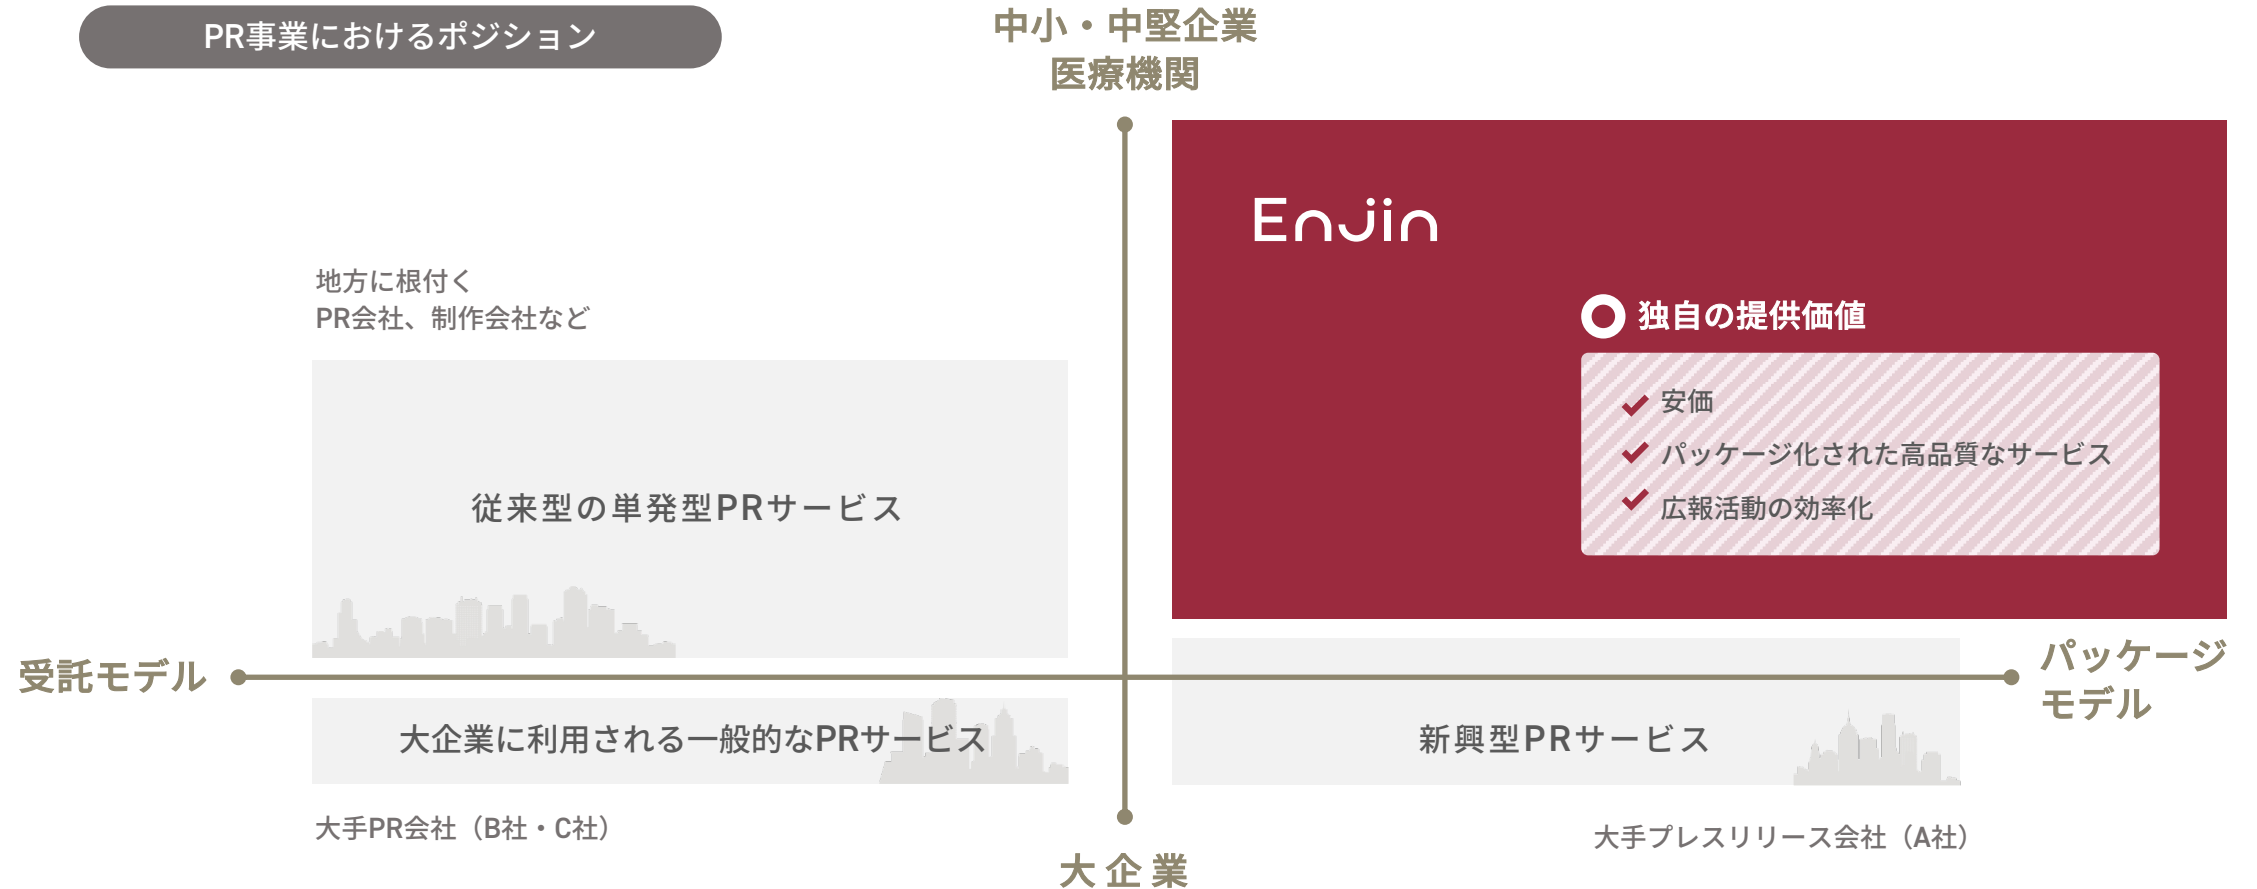 PR事業におけるポジション
中小・中堅企業
医療機関
Enjin
地方に根付く
PR会社、制作会社など
独自の提供価値
安価
パッケージ化された高品質なサービス
広報活動の効率化
従来型の単発型PRサービス
受託モデル
パッケージ
モデル
大企業に利用される一般的なPRサービス
新興型PRサービス
大手PR会社（B社・C社）
大手プレスリリース会社（A社）
大企業